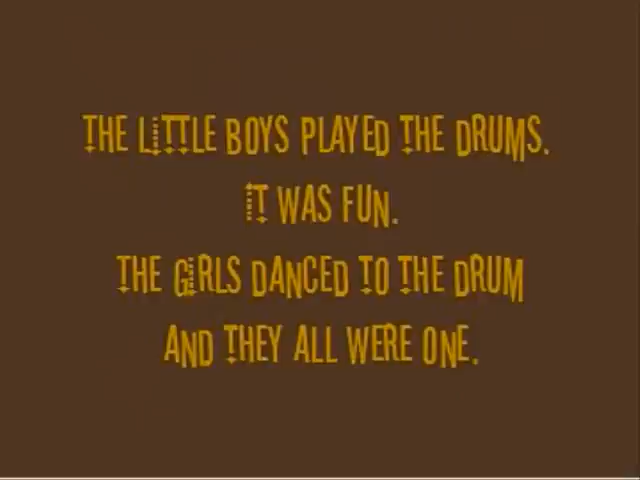 THE LITTLE BOYS PLAYED THE DRUMS.
IT WAS FUN.
THE GIRLS DANCED TO THE DRUM
AND THEY ALL WERE ONE.